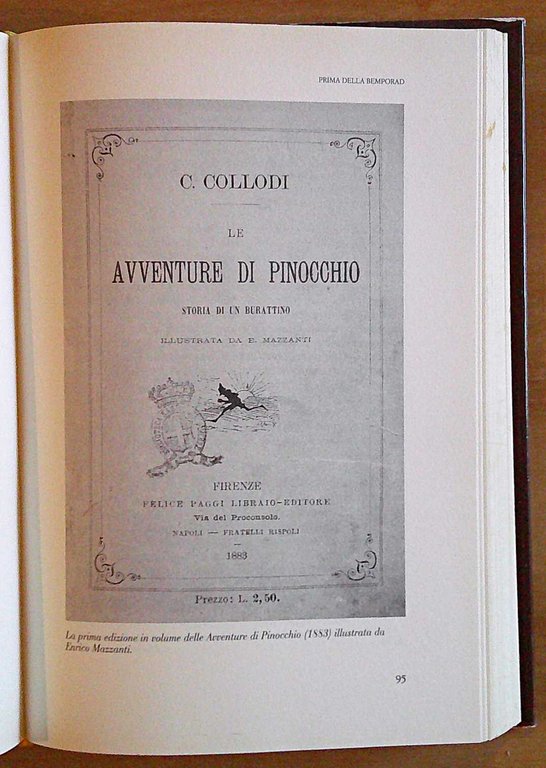 PRIMA DELLA BEMPORAD
C. COLLODI
LE
AVVENTURE DI PINOCCHIO
STORIA DI UN BURATTINO
ILLUSTRATA DA E. MAZZANTI
FIRENZE
FELICE PAGGI LIBRAIO-EDITORE
Via del Proconsolo.
NAPOLI — FRATELLI RISPOLI
1883
Prezzo: L. 2,50.
La prima edizione in volume delle Avventure di Pinocchio (1883) illustrata da
Enrico Mazzanti.
95